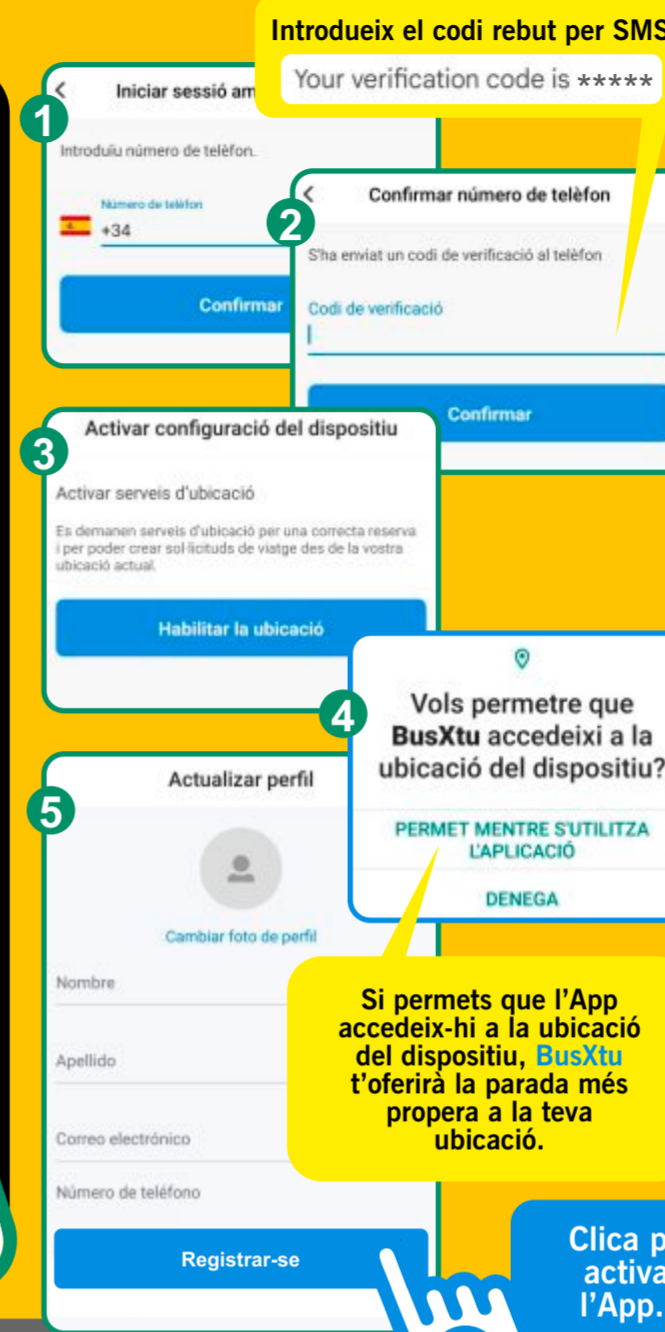 Introdueix el codi rebut per SMS
Your verification code is *****
1
Iniciar sessió am
Introduïu número de telèfon.
Número de telèfon
+34
Confirmar
2
Confirmar número de telèfon
S'ha enviat un codi de verificació al telèfon
Codi de verificació
Confirmar
3
Activar configuració del dispositiu
Activar serveis d'ubicació
Es demanen serveis d'ubicació per una correcta reserva
i per poder crear sol·licituds de viatge des de la vostra
ubicació actual.
Habilitar la ubicació
4
Vols permetre que
BusXtu accedeixi a la
ubicació del dispositiu?
PERMET MENTRE S'UTILITZA
L'APLICACIÓ
DENEGA
5
Actualizar perfil
Cambiar foto de perfil
Nombre
Apellido
Correo electrónico
Número de teléfono
Registrar-se
Si permets que l'App
accedeix-hi a la ubicació
del dispositiu, BusXtu
t'oferirà la parada més
propera a la teva
ubicació.
Clica p
activa
l'App.